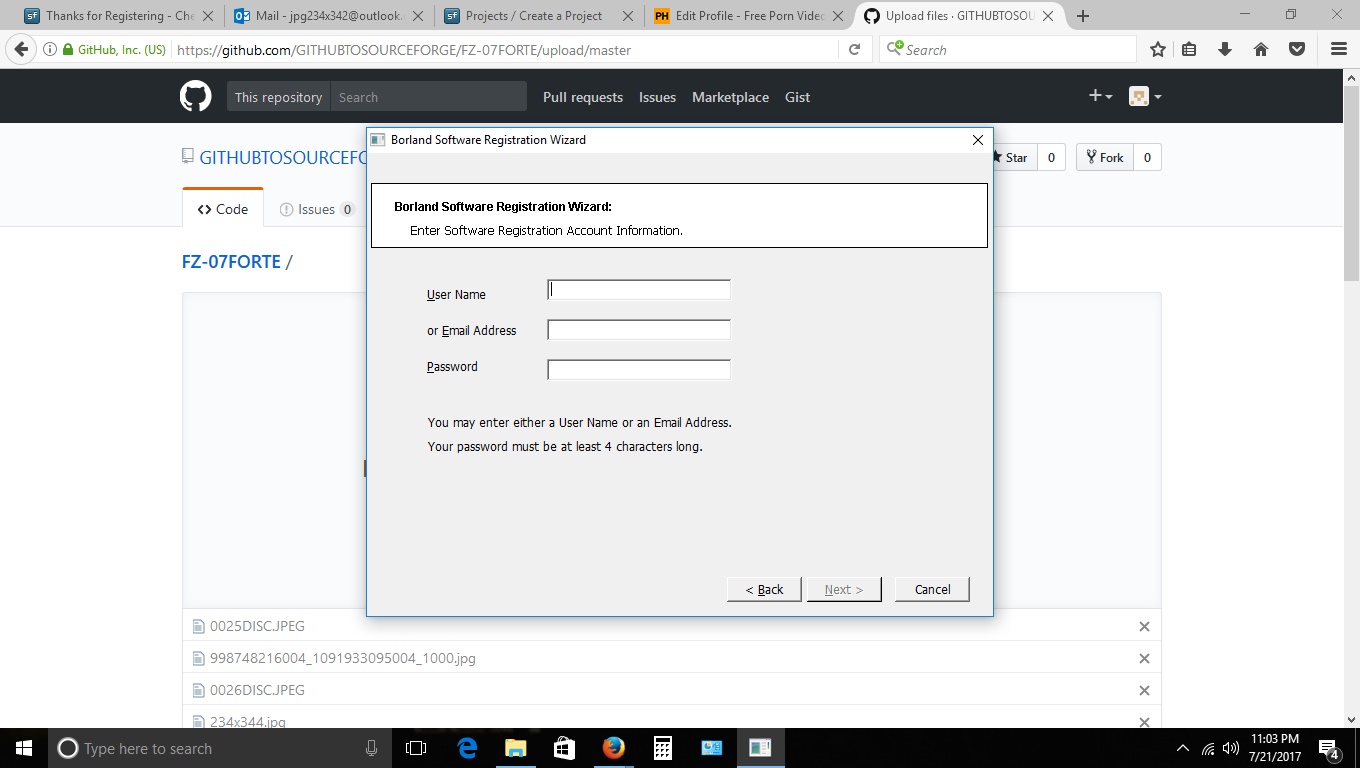 Thanks for Registering - Che
Mail - jpg234x342@outlook.
Projects / Create a Project
Edit Profile - Free Porn Video
Upload files · GITHUBTOSOU
GitHub, Inc. (US)
https://github.com/GITHUBTOSOURCEFORGE/FZ-07FORTE/upload/master
Search
This repository
Search
Pull requests
Issues
Marketplace
Gist
Borland Software Registration Wizard
GITHUBTOSOURCEFO
Star
0
Fork
0
Code
Issues
0
Borland Software Registration Wizard:
Enter Software Registration Account Information.
FZ-07FORTE /
User Name
or Email Address
Password
You may enter either a User Name or an Email Address.
Your password must be at least 4 characters long.
< Back
Next >
Cancel
0025DISC.JPEG
998748216004_1091933095004_1000.jpg
0026DISC.JPEG
234x344.jpg
Type here to search
11:03 PM
7/21/2017
4